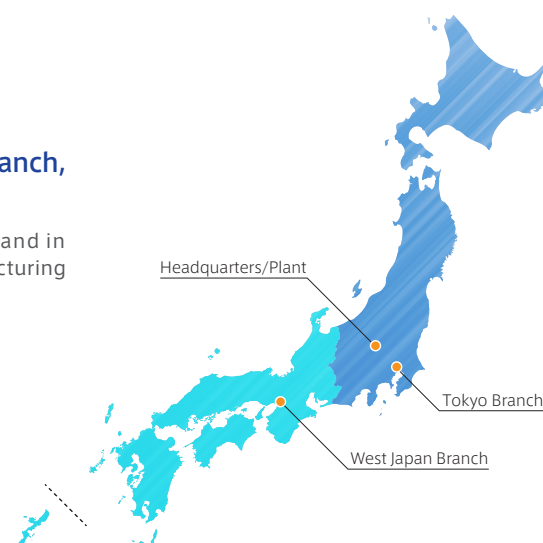 anch,
and in
cturing
Headquarters/Plant
Tokyo Branch
West Japan Branch